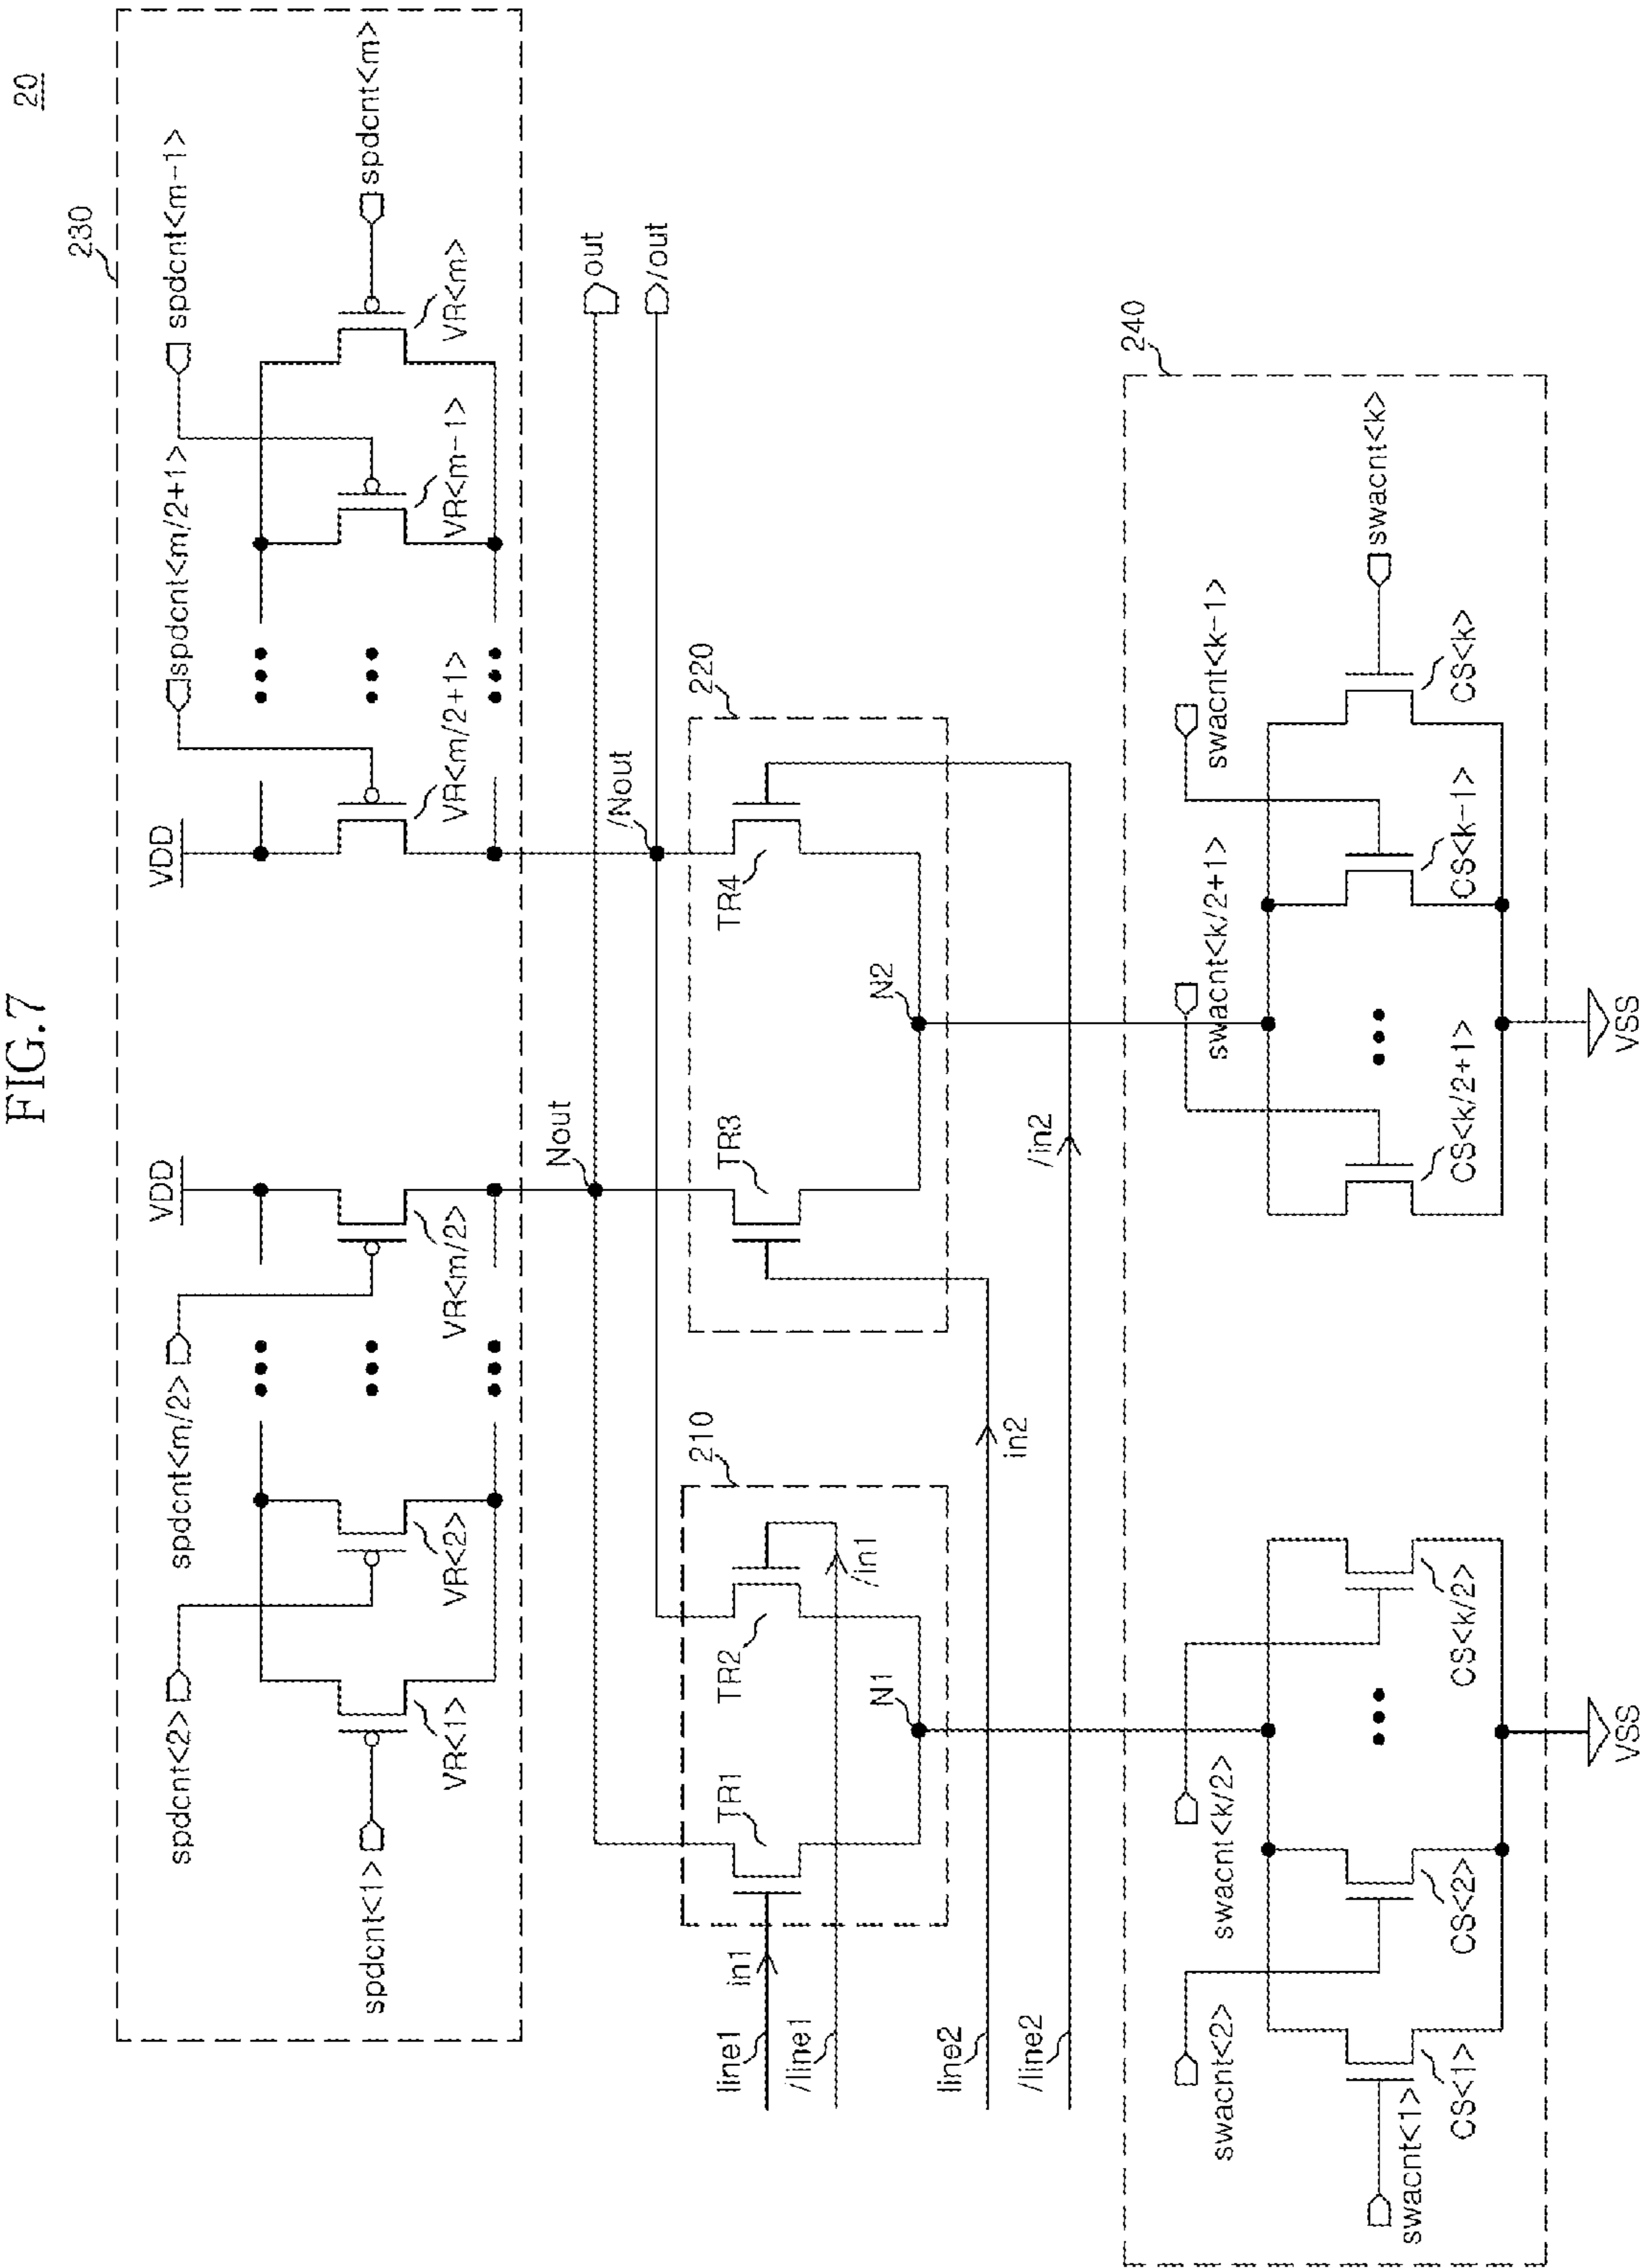 FIG.7
20
230
VDD
VDD
spdcnt<1>
spdcnt<2>
spdcnt<m/2>
spdcnt<m/2+1>
spdcnt<m-1>
spdcnt<m>
VR<1>
VR<2>
VR<m/2>
VR<m/2+1>
VR<m-1>
VR<m>
Nout
/Nout
out
/out
210
220
TR1
TR2
TR3
TR4
line1
in1
/line1
/in1
N1
N2
line2
in2
/line2
/in2
240
swacnt<1>
swacnt<2>
swacnt<k/2>
swacnt<k/2+1>
swacnt<k-1>
swacnt<k>
CS<1>
CS<2>
CS<k/2>
CS<k/2+1>
CS<k-1>
CS<k>
VSS
VSS